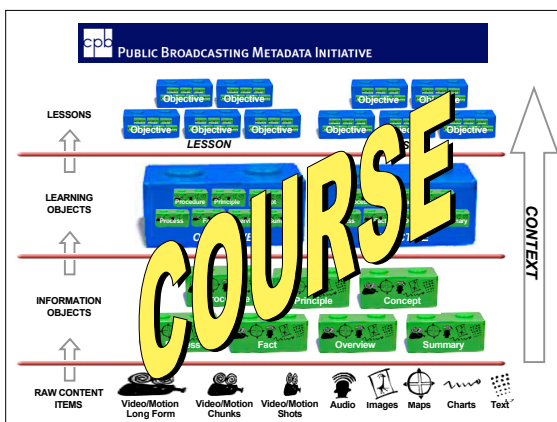 cpb PUBLIC BROADCASTING METADATA INITIATIVE
Objective Objective Objective
Objective Objective Objective Objective Objective
LESSONS
LESSON
LEARNING
OBJECTS
Procedure Principle
Process
COURSE
CONTEXT
INFORMATION
OBJECTS
Principle Concept
Fact Overview Summary
RAW CONTENT
ITEMS
Video/Motion
Long Form
Video/Motion
Chunks
Video/Motion
Shots
Audio Images Maps Charts Text